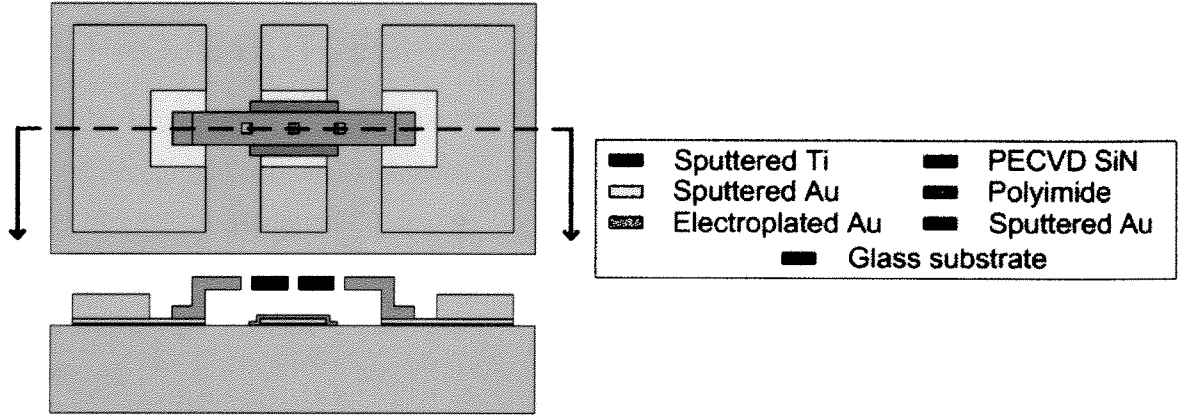 Sputtered Ti PECVD SiN
Sputtered Au Polyimide
Electroplated Au Sputtered Au
Glass substrate